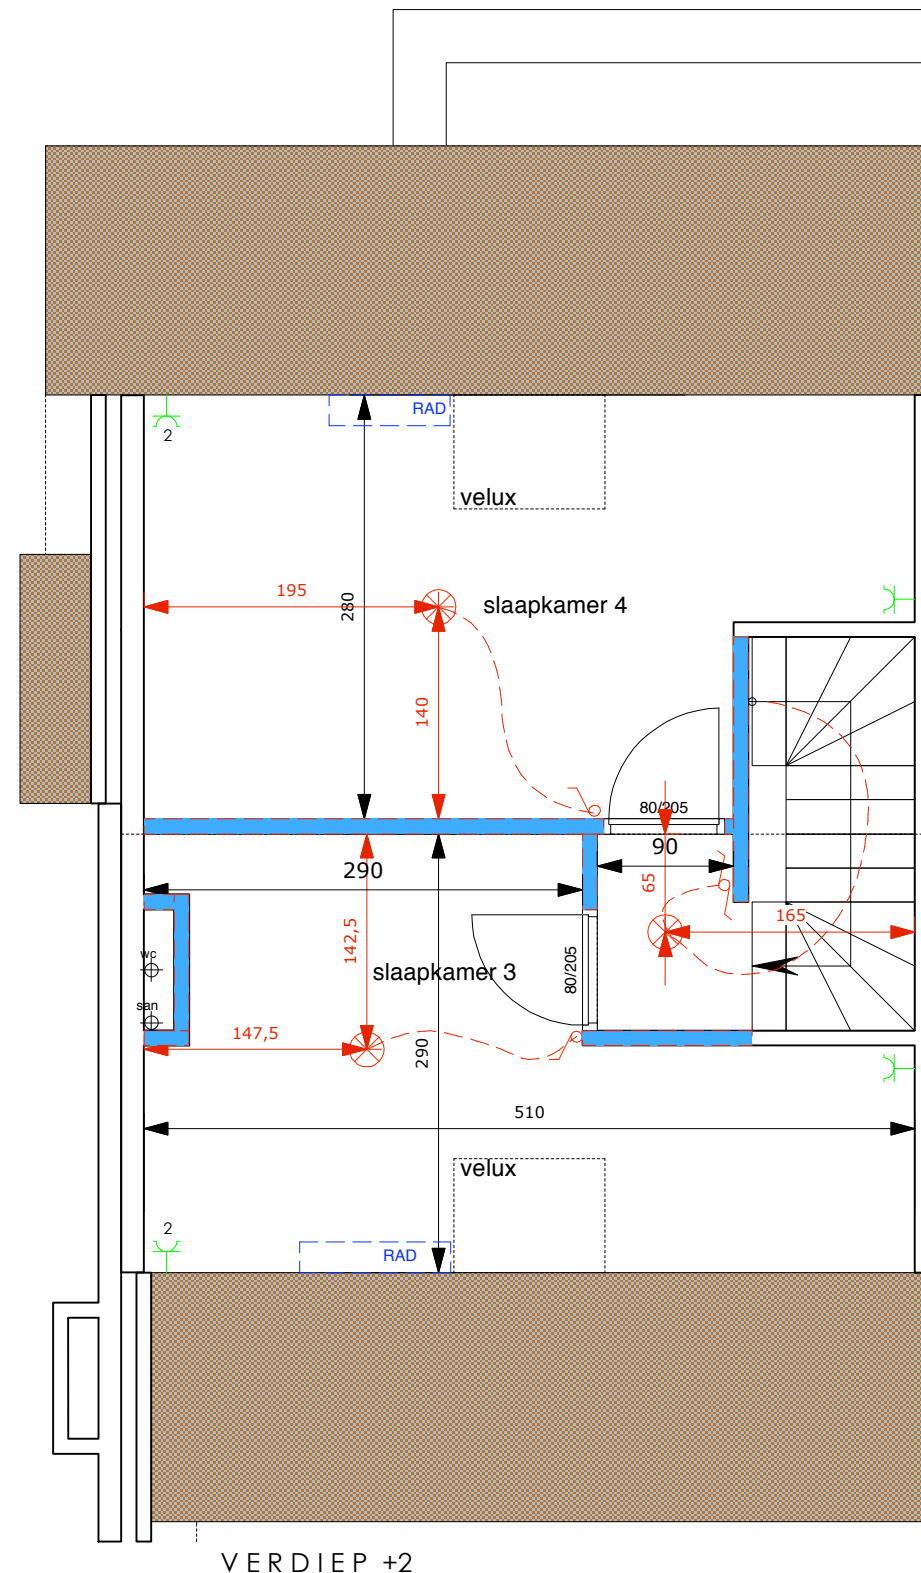 RAD
2
velux
195
280
slaapkamer 4
140
80/205
90
65
290
142,5
165
wc
slaapkamer 3
80/205
san
147,5
290
510
velux
2
RAD
VERDIEP +2